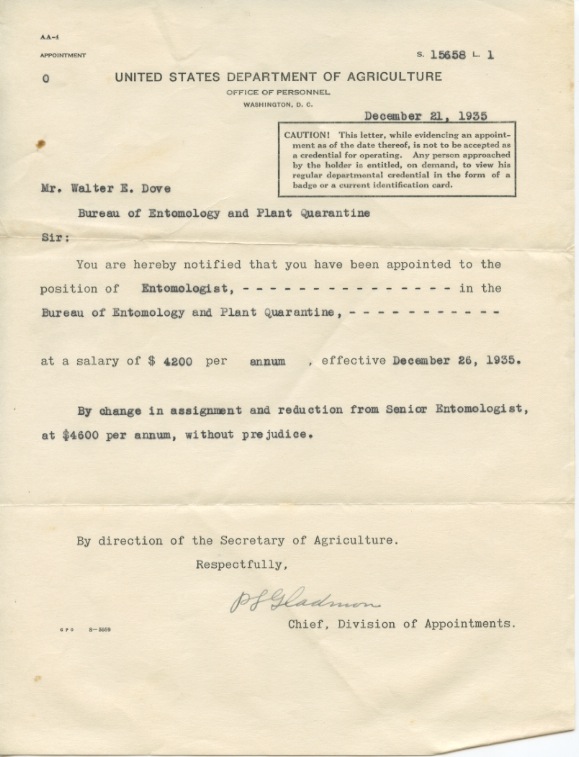 AA-4
APPOINTMENT
S. 15658 L. 1
O
UNITED STATES DEPARTMENT OF AGRICULTURE
OFFICE OF PERSONNEL
WASHINGTON, D. C.
December 21, 1935
CAUTION! This letter, while evidencing an appoint-
ment as of the date thereof, is not to be accepted as
a credential for operating. Any person approached
by the holder is entitled, on demand, to view his
regular departmental credential in the form of a
badge or a current identification card.
Mr. Walter E. Dove
Bureau of Entomology and Plant Quarantine
Sir:
You are hereby notified that you have been appointed to the
position of Entomologist, - - - - - - - - - - - - - - - in the
Bureau of Entomology and Plant Quarantine, - - - - - - - - - - -
at a salary of $ 4200 per annum , effective December 26, 1935.
By change in assignment and reduction from Senior Entomologist,
at $4600 per annum, without prejudice.
By direction of the Secretary of Agriculture.
Respectfully,
P L Gladmon
Chief, Division of Appointments.
GPO